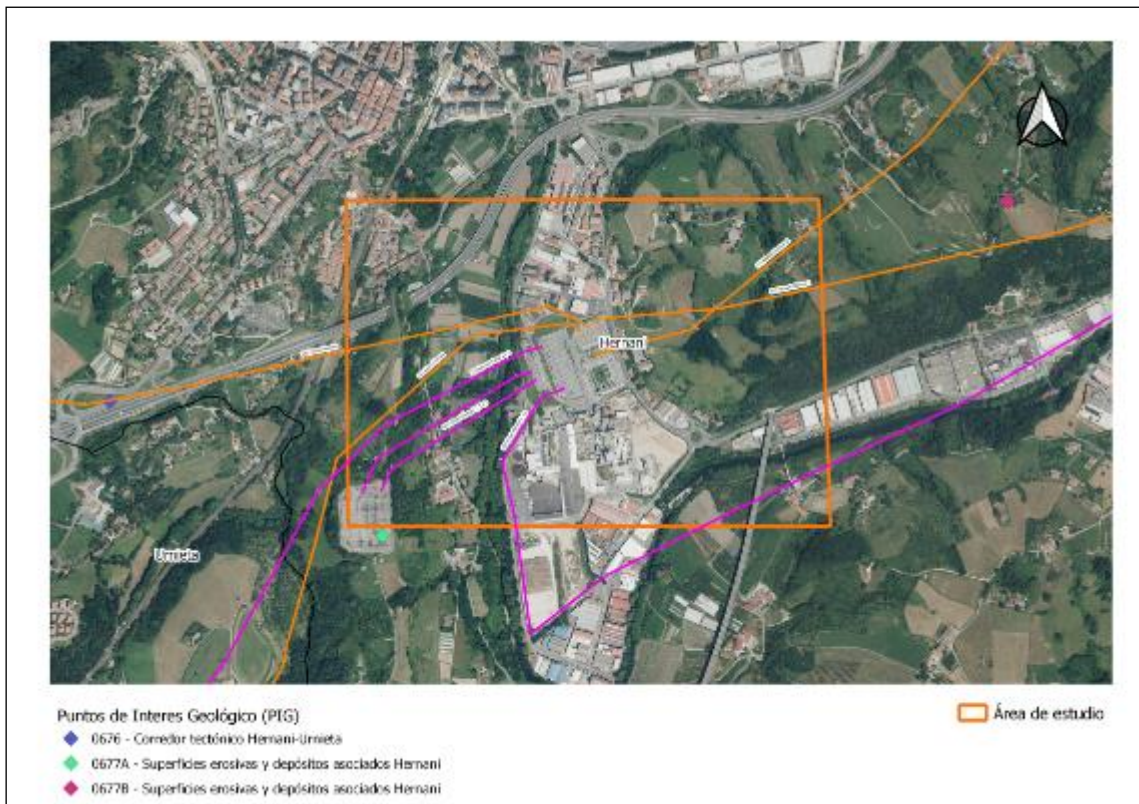 Hernani
Urnieta
Puntos de Interes Geológico (PIG)
0676 - Corredor tectónico Hernani-Urnieta
0677A - Superficies erosivas y depósitos asociados Hernani
0677B - Superficies erosivas y depósitos asociados Hernani
Área de estudio